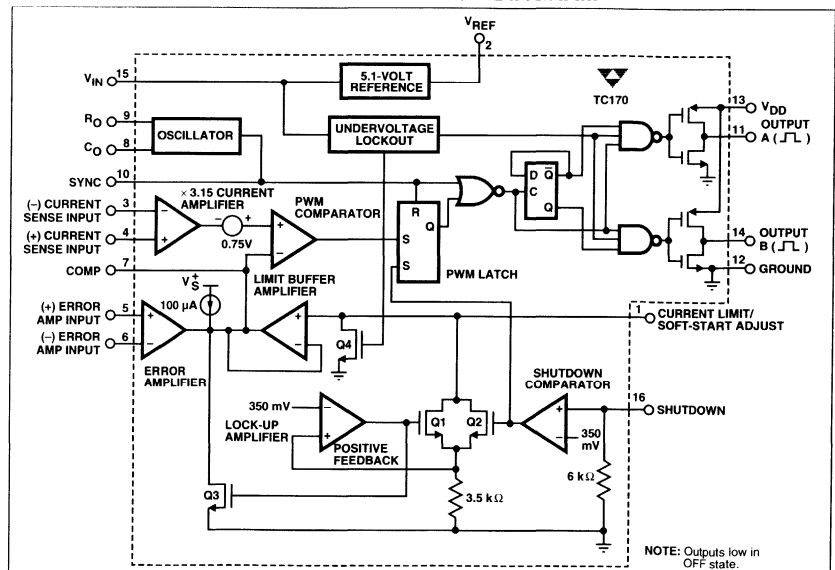 VREF
2
VIN
15
5.1-VOLT
REFERENCE
TC170
13
VDD
RO
9
OSCILLATOR
UNDERVOLTAGE
LOCKOUT
OUTPUT
11
A (
)
CO
8
SYNC
10
D Q
C
Q
× 3.15 CURRENT
AMPLIFIER
PWM
COMPARATOR
(–) CURRENT
SENSE INPUT
3
–
+
– +
0.75V
+
–
R
Q
S
S
PWM LATCH
(+) CURRENT
SENSE INPUT
4
OUTPUT
14
B (
)
12
GROUND
COMP
7
V+S
100 µA
LIMIT BUFFER
AMPLIFIER
(+) ERROR
AMP INPUT
5
+
–
(–) ERROR
AMP INPUT
6
ERROR
AMPLIFIER
+
–
Q4
1
CURRENT LIMIT/
SOFT-START ADJUST
SHUTDOWN
COMPARATOR
16
SHUTDOWN
350 mV
–
+
LOCK-UP
AMPLIFIER
POSITIVE
FEEDBACK
Q1
Q2
+
–
350
mV
6 kΩ
3.5 kΩ
Q3
NOTE: Outputs low in
OFF state.